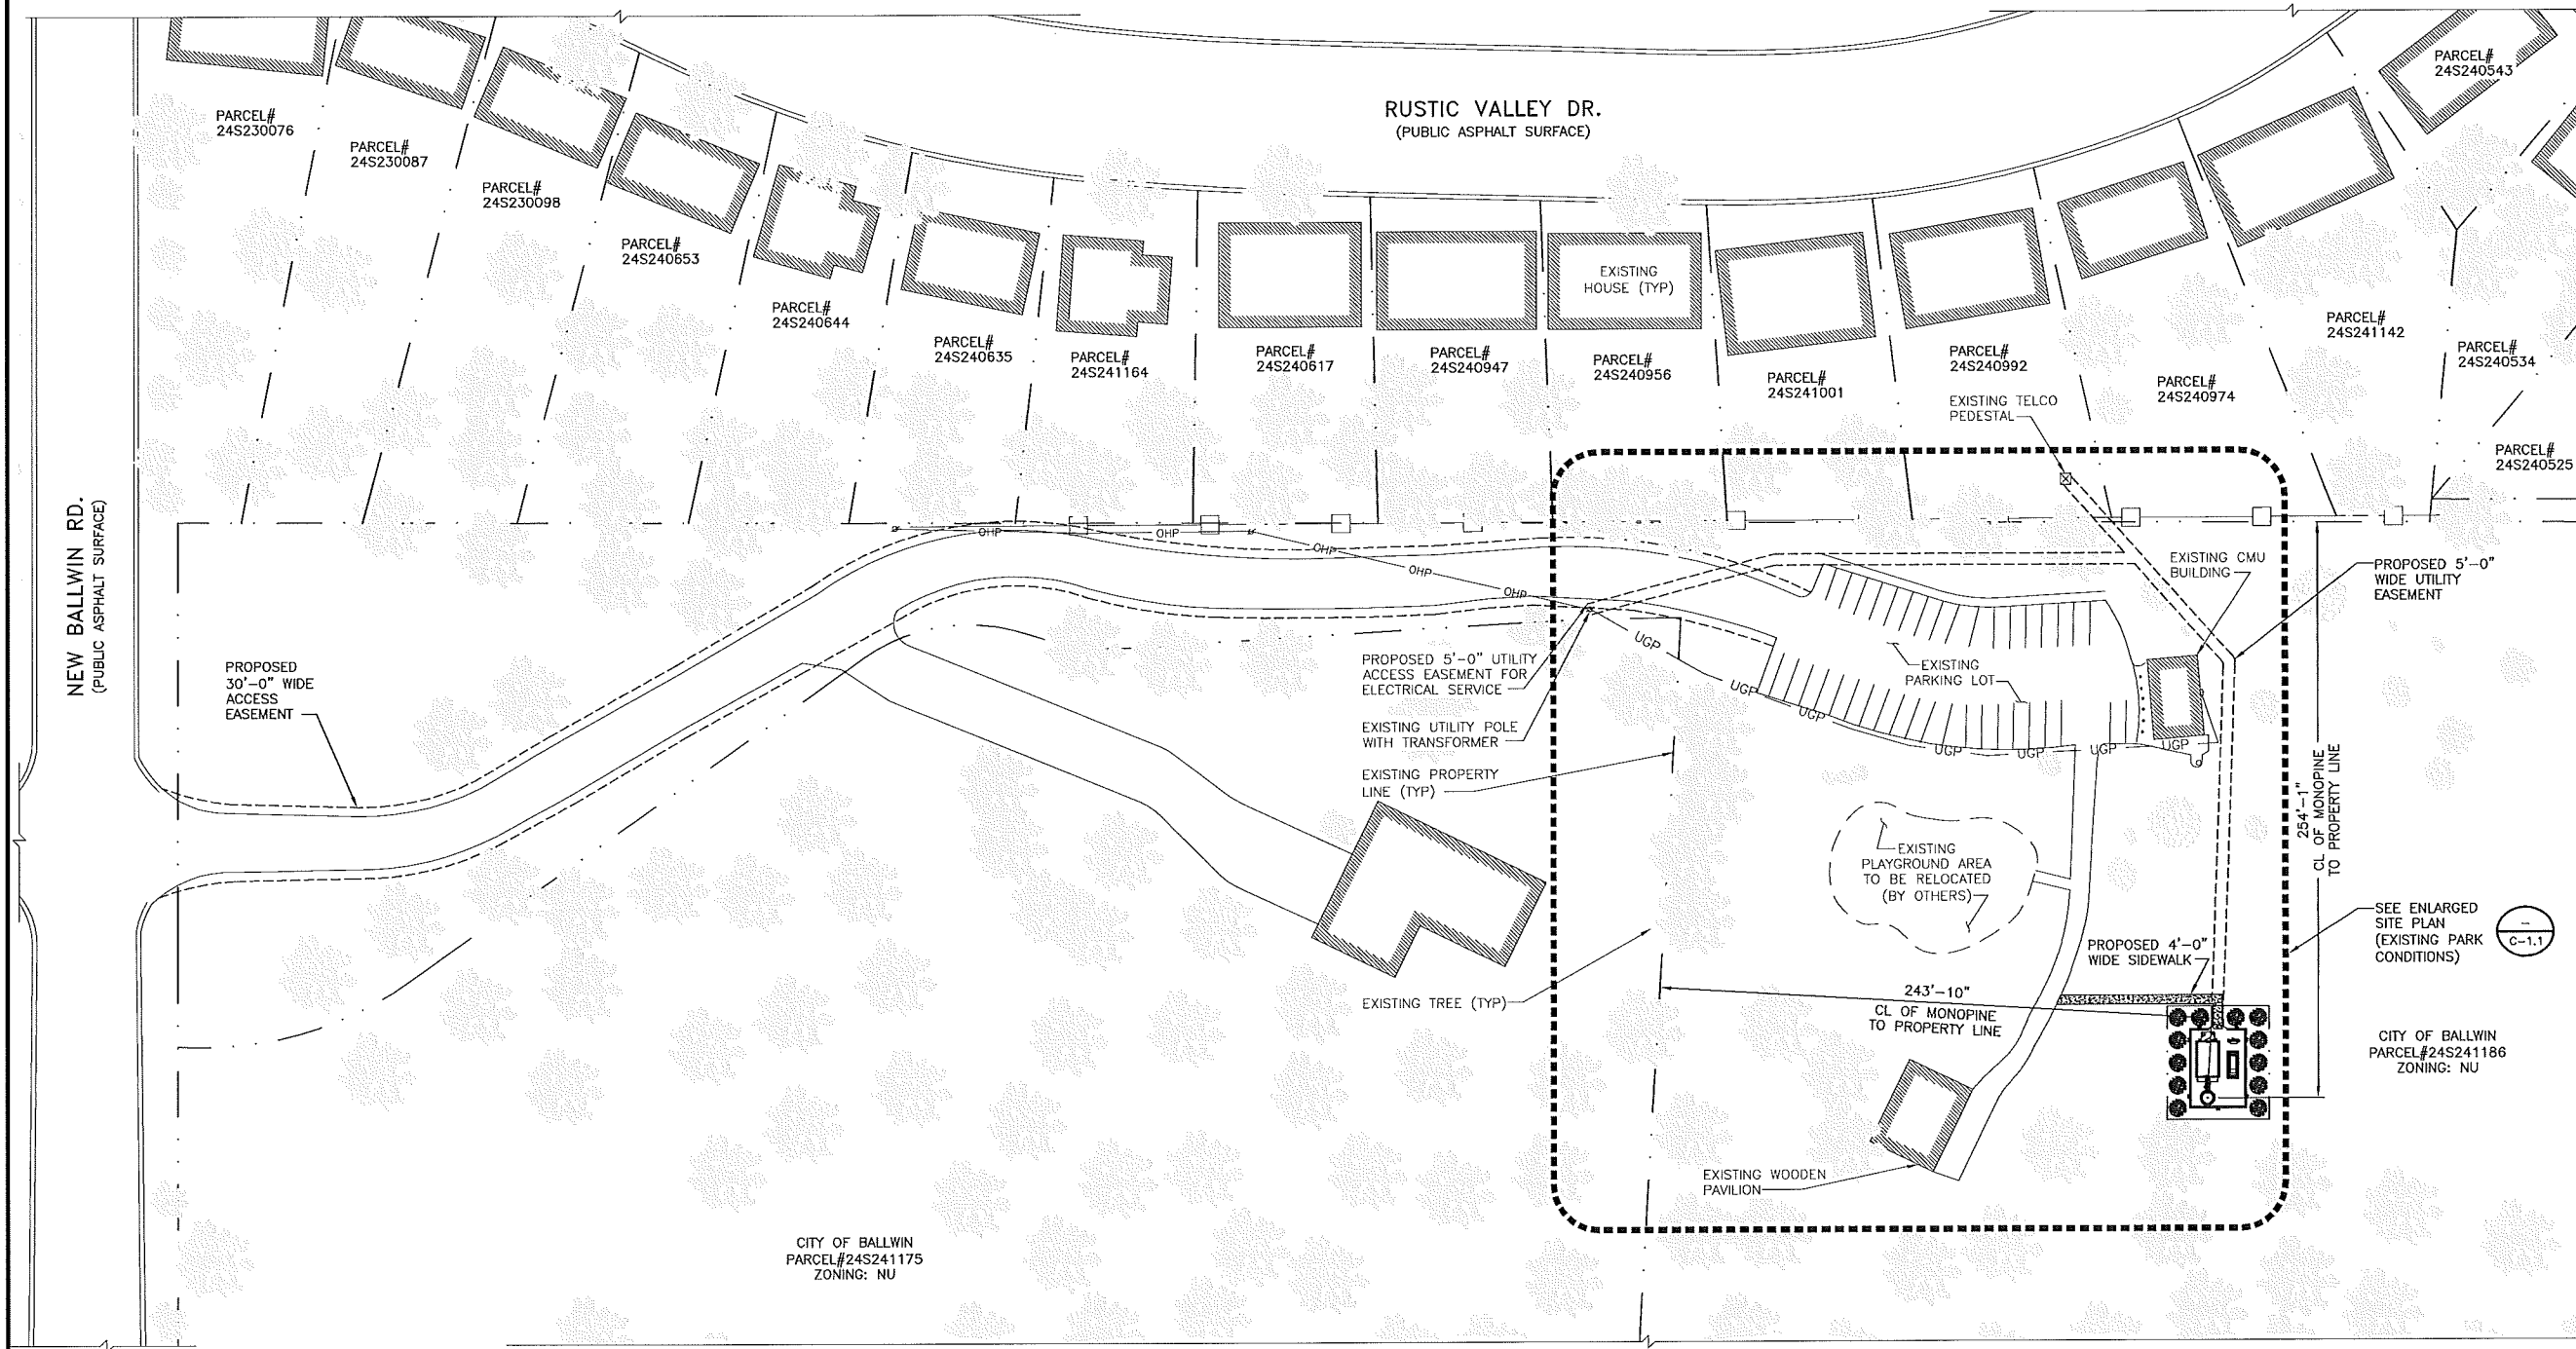 PARCEL#
24S240543
RUSTIC VALLEY DR.
(PUBLIC ASPHALT SURFACE)
PARCEL#
24S230076
PARCEL#
24S230087
PARCEL#
24S230098
PARCEL#
24S240653
PARCEL#
24S240644
PARCEL#
24S240635
PARCEL#
24S241164
PARCEL#
24S240617
PARCEL#
24S240947
EXISTING
HOUSE (TYP)
PARCEL#
24S240956
PARCEL#
24S241001
PARCEL#
24S240992
PARCEL#
24S240974
PARCEL#
24S241142
PARCEL#
24S240534
PARCEL#
24S240525
EXISTING TELCO
PEDESTAL
NEW BALLWIN RD.
(PUBLIC ASPHALT SURFACE)
OHP
OHP
OHP
OHP
OHP
EXISTING CMU
BUILDING
PROPOSED 5'-0"
WIDE UTILITY
EASEMENT
PROPOSED
30'-0" WIDE
ACCESS
EASEMENT
PROPOSED 5'-0" UTILITY
ACCESS EASEMENT FOR
ELECTRICAL SERVICE
UGP
UGP
UGP
UGP
UGP
UGP
UGP
EXISTING
PARKING LOT
EXISTING UTILITY POLE
WITH TRANSFORMER
EXISTING PROPERTY
LINE (TYP)
254'-1"
CL OF MONOPINE
TO PROPERTY LINE
EXISTING
PLAYGROUND AREA
TO BE RELOCATED
(BY OTHERS)
SEE ENLARGED
SITE PLAN
(EXISTING PARK
CONDITIONS)
-
C-1.1
PROPOSED 4'-0"
WIDE SIDEWALK
EXISTING TREE (TYP)
243'-10"
CL OF MONOPINE
TO PROPERTY LINE
CITY OF BALLWIN
PARCEL#24S241186
ZONING: NU
EXISTING WOODEN
PAVILION
CITY OF BALLWIN
PARCEL#24S241175
ZONING: NU